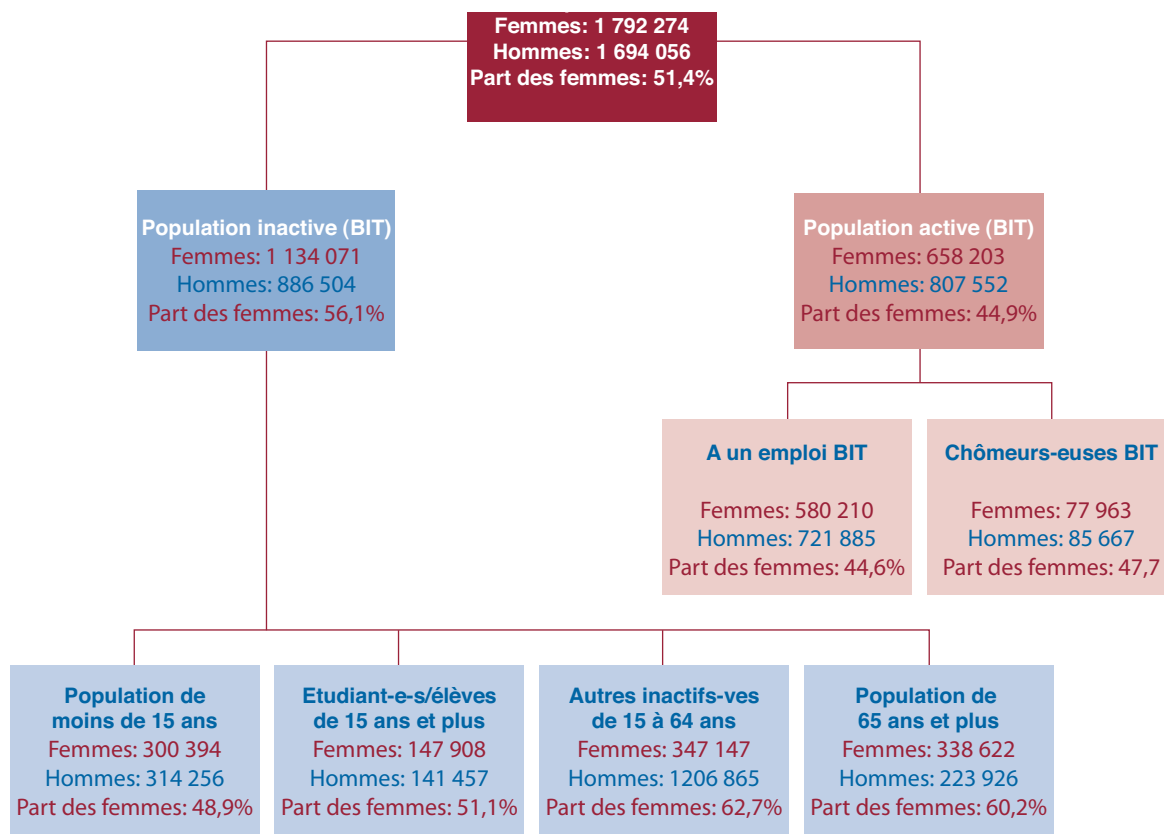 Femmes: 1 792 274
Hommes: 1 694 056
Part des femmes: 51,4%
Population inactive (BIT)
Femmes: 1 134 071
Hommes: 886 504
Part des femmes: 56,1%
Population active (BIT)
Femmes: 658 203
Hommes: 807 552
Part des femmes: 44,9%
A un emploi BIT
Femmes: 580 210
Hommes: 721 885
Part des femmes: 44,6%
Chômeurs-euses BIT
Femmes: 77 963
Hommes: 85 667
Part des femmes: 47,7
Population de
moins de 15 ans
Femmes: 300 394
Hommes: 314 256
Part des femmes: 48,9%
Etudiant-e-s/élèves
de 15 ans et plus
Femmes: 147 908
Hommes: 141 457
Part des femmes: 51,1%
Autres inactifs-ves
de 15 à 64 ans
Femmes: 347 147
Hommes: 1206 865
Part des femmes: 62,7%
Population de
65 ans et plus
Femmes: 338 622
Hommes: 223 926
Part des femmes: 60,2%